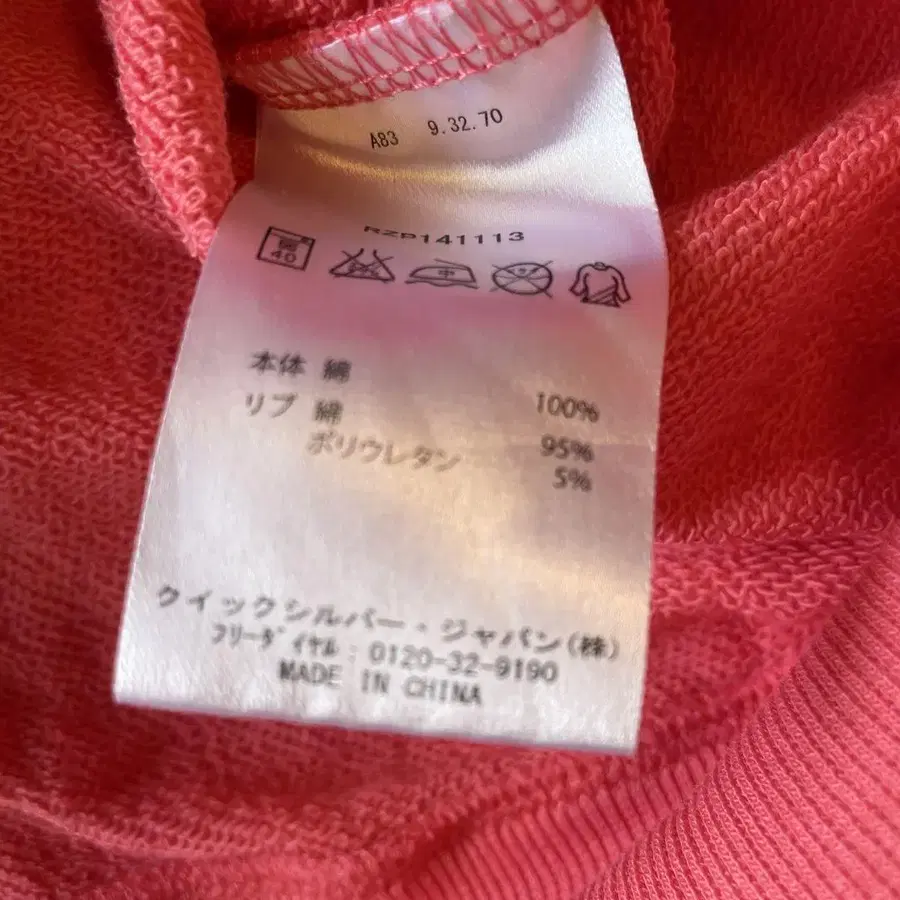 A83 9.32.70
RZP141113
40
中
本体 綿 100%
リブ 綿 95%
ポリウレタン 5%
クイックシルバー・ジャパン(株)
フリーダイヤル:0120-32-9190
MADE IN CHINA